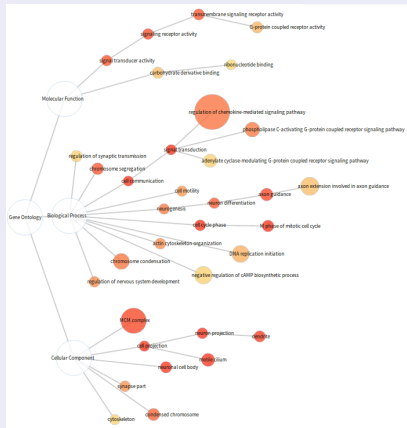 transmembrane signaling receptor activity
G-protein coupled receptor activity
signaling receptor activity
signal transducer activity
ribonucleotide binding
carbohydrate derivative binding
Molecular Function
regulation of chemokine-mediated signaling pathway
phospholipase C-activating G-protein coupled receptor signaling pathway
signal transduction
regulation of synaptic transmission
adenylate cyclase-modulating G-protein coupled receptor signaling pathway
chromosome segregation
cell communication
cell motility
axon extension involved in axon guidance
axon guidance
neuron differentiation
neurogenesis
Gene Ontology
Biological Process
cell cycle phase
M phase of mitotic cell cycle
actin cytoskeleton organization
DNA replication initiation
chromosome condensation
negative regulation of cAMP biosynthetic process
regulation of nervous system development
MCM complex
neuron projection
dendrite
cell projection
Cellular Component
motile cilium
neuronal cell body
synapse part
condensed chromosome
cytoskeleton